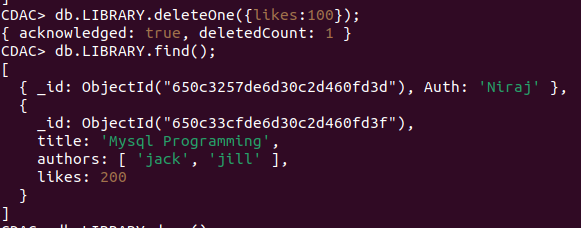 ]
CDAC> db.LIBRARY.deleteOne({likes:100});
{ acknowledged: true, deletedCount: 1 }
CDAC> db.LIBRARY.find();
[
  { _id: ObjectId("650c3257de6d30c2d460fd3d"), Auth: 'Niraj' },
  {
    _id: ObjectId("650c33cfde6d30c2d460fd3f"),
    title: 'Mysql Programming',
    authors: [ 'jack', 'jill' ],
    likes: 200
  }
]